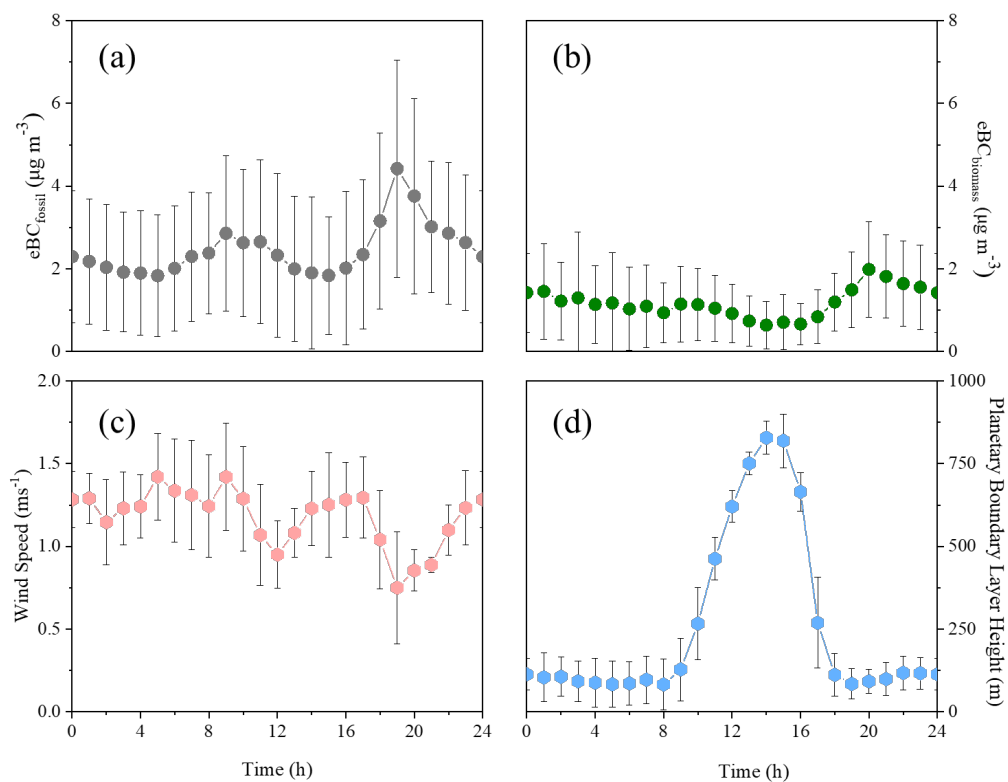 (a)
8
6
4
2
0
eBC_fossil (μg m⁻³)
(b)
8
6
4
2
0
eBC_biomass (μg m⁻³)
(c)
2.0
1.5
1.0
0.5
0.0
Wind Speed (ms⁻¹)
0 4 8 12 16 20 24
Time (h)
(d)
1000
750
500
250
0
Planetary Boundary Layer Height (m)
0 4 8 12 16 20 24
Time (h)